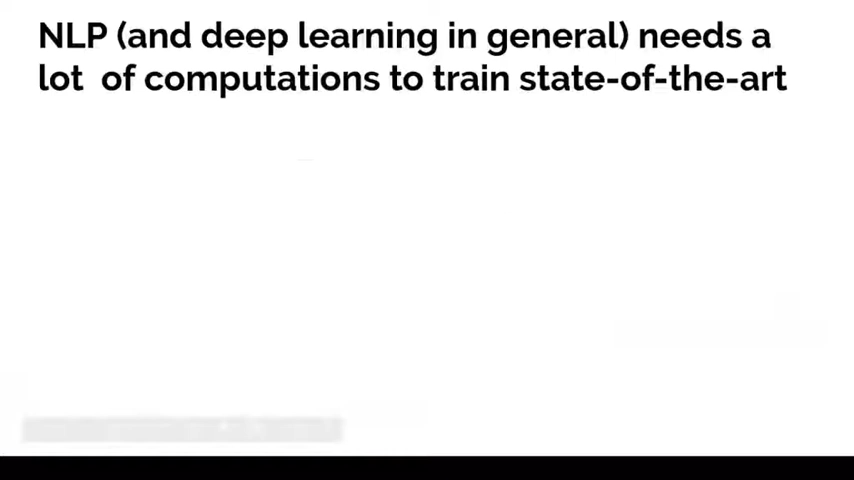 NLP (and deep learning in general) needs a
lot of computations to train state-of-the-art